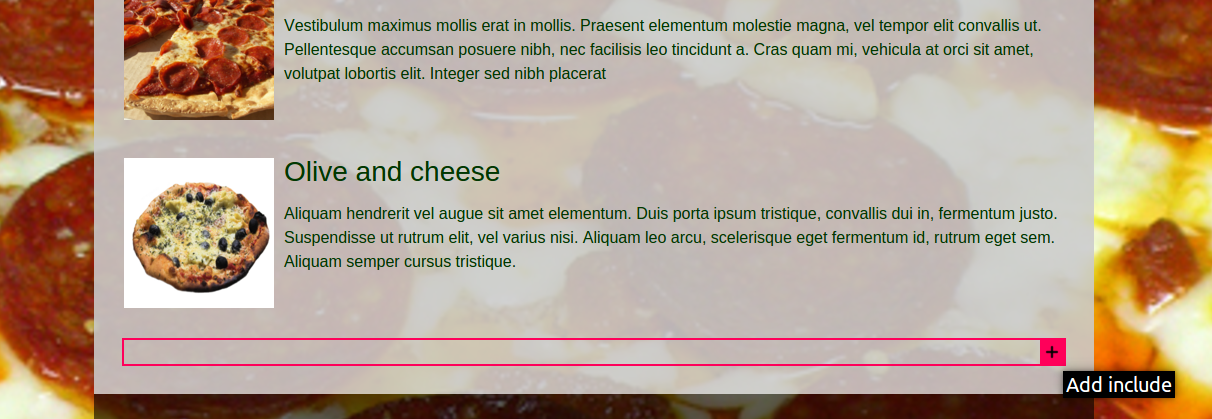 Vestibulum maximus mollis erat in mollis. Praesent elementum molestie magna, vel tempor elit convallis ut.
Pellentesque accumsan posuere nibh, nec facilisis leo tincidunt a. Cras quam mi, vehicula at orci sit amet,
volutpat lobortis elit. Integer sed nibh placerat
Olive and cheese
Aliquam hendrerit vel augue sit amet elementum. Duis porta ipsum tristique, convallis dui in, fermentum justo.
Suspendisse ut rutrum elit, vel varius nisi. Aliquam leo arcu, scelerisque eget fermentum id, rutrum eget sem.
Aliquam semper cursus tristique.
+
Add include